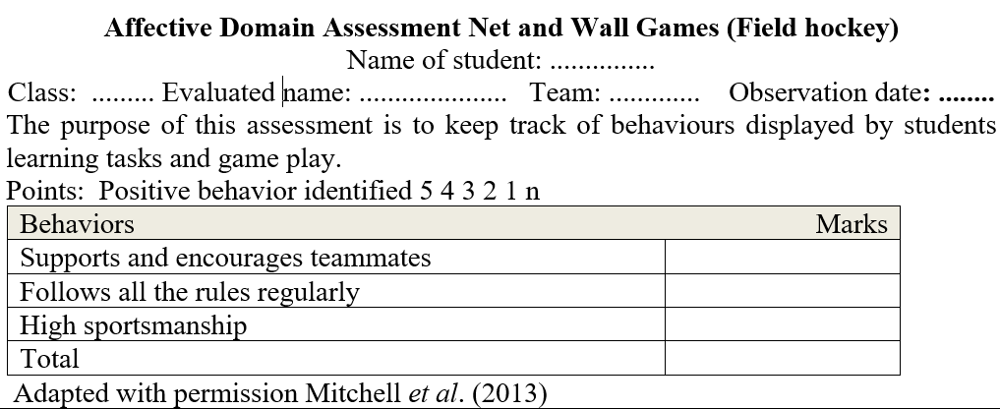 Affective Domain Assessment Net and Wall Games (Field hockey)
Name of student: ...............
Class: ......... Evaluated name: ..................... Team: ............. Observation date: ........
The purpose of this assessment is to keep track of behaviours displayed by students
learning tasks and game play.
Points: Positive behavior identified 5 4 3 2 1 n
Behaviors Marks
Supports and encourages teammates
Follows all the rules regularly
High sportsmanship
Total
Adapted with permission Mitchell et al. (2013)